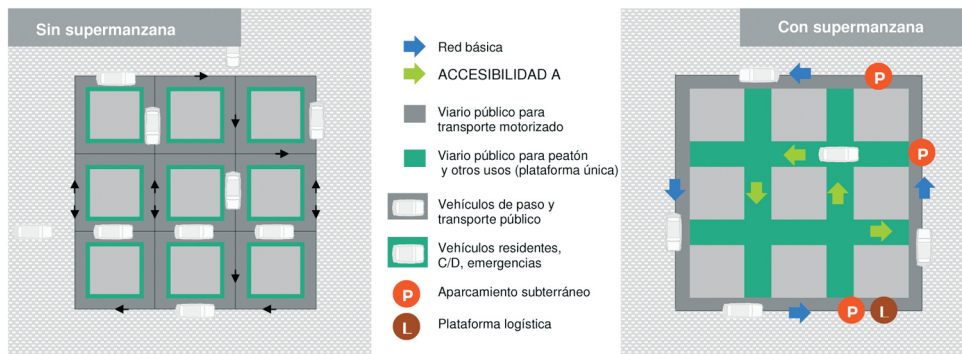 Sin supermanzana
Red básica
ACCESIBILIDAD A
Viario público para
transporte motorizado
Viario público para peatón
y otros usos (plataforma única)
Vehículos de paso y
transporte público
Vehículos residentes,
C/D, emergencias
P
Aparcamiento subterráneo
L
Plataforma logística
Con supermanzana
P
P
P
L